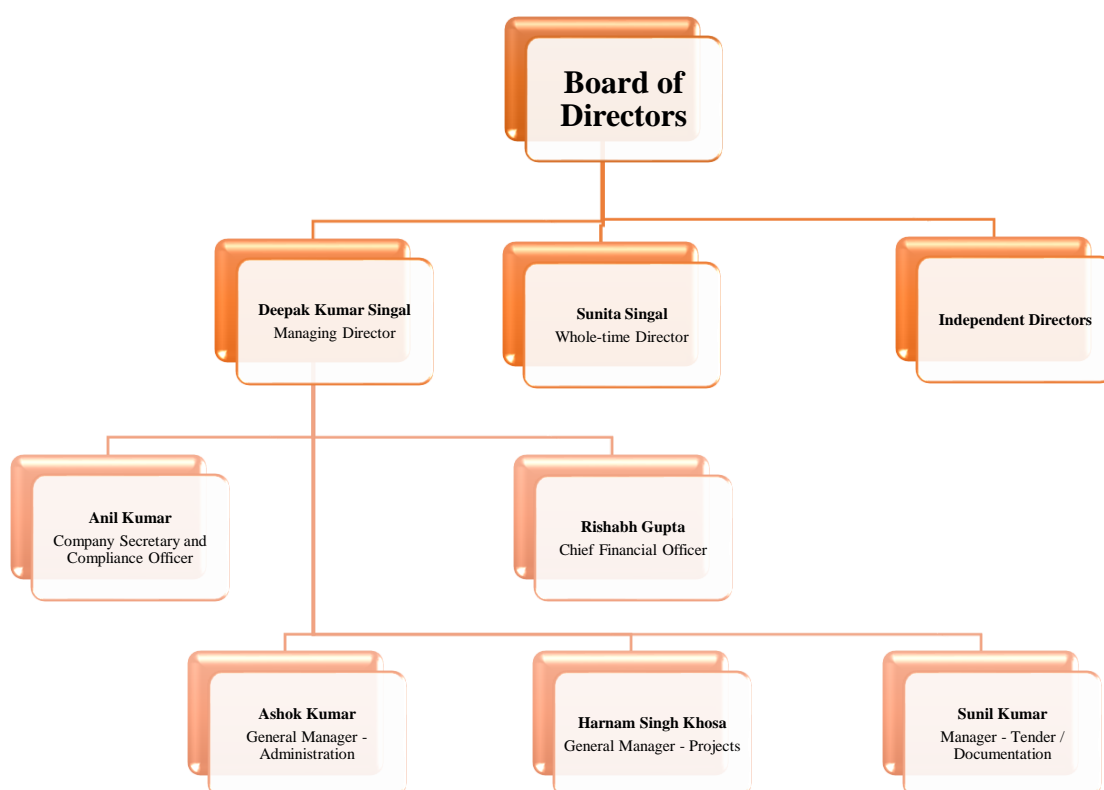 Board of
Directors
Deepak Kumar Singal
Managing Director
Sunita Singal
Whole-time Director
Independent Directors
Anil Kumar
Company Secretary and
Compliance Officer
Rishabh Gupta
Chief Financial Officer
Ashok Kumar
General Manager -
Administration
Harnam Singh Khosa
General Manager - Projects
Sunil Kumar
Manager - Tender /
Documentation